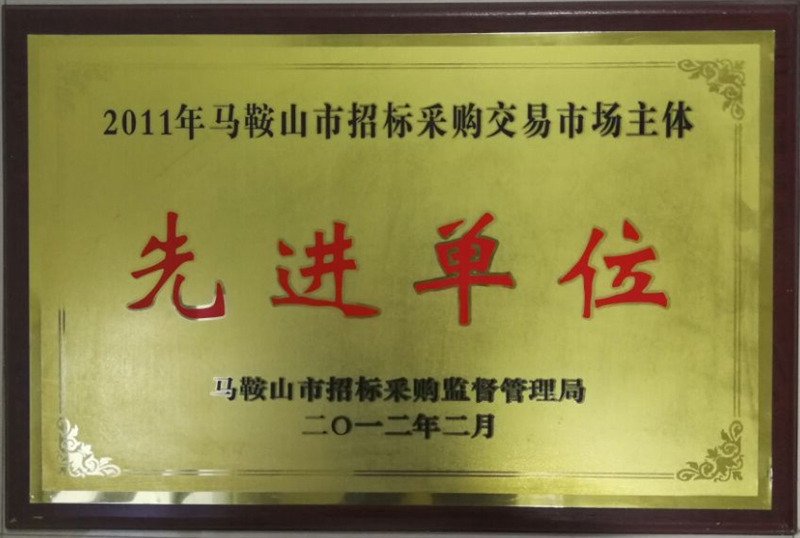 2011年马鞍山市招标采购交易市场主体
先进单位
马鞍山市招标采购监督管理局
二〇一二年二月